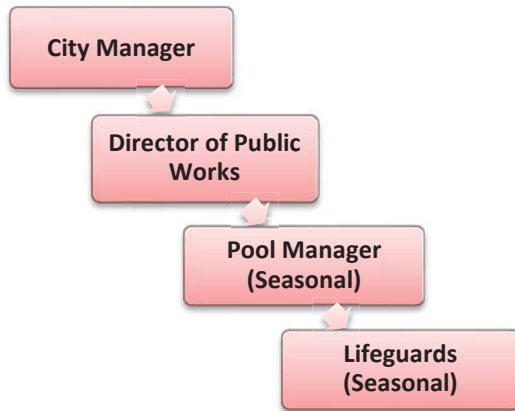 City Manager
Director of Public
Works
Pool Manager
(Seasonal)
Lifeguards
(Seasonal)